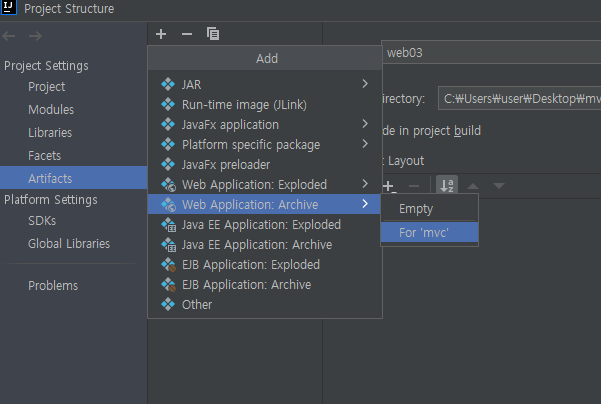 IJ
Project Structure
Project Settings
Project
Modules
Libraries
Facets
Artifacts
Platform Settings
SDKs
Global Libraries
Problems
Add
JAR
Run-time image (JLink)
JavaFx application
Platform specific package
JavaFx preloader
Web Application: Exploded
Web Application: Archive
Java EE Application: Exploded
Java EE Application: Archive
EJB Application: Exploded
EJB Application: Archive
Other
Empty
For 'mvc'
web03
irectory: C:₩Users₩user₩Desktop₩mv
de in project build
Layout